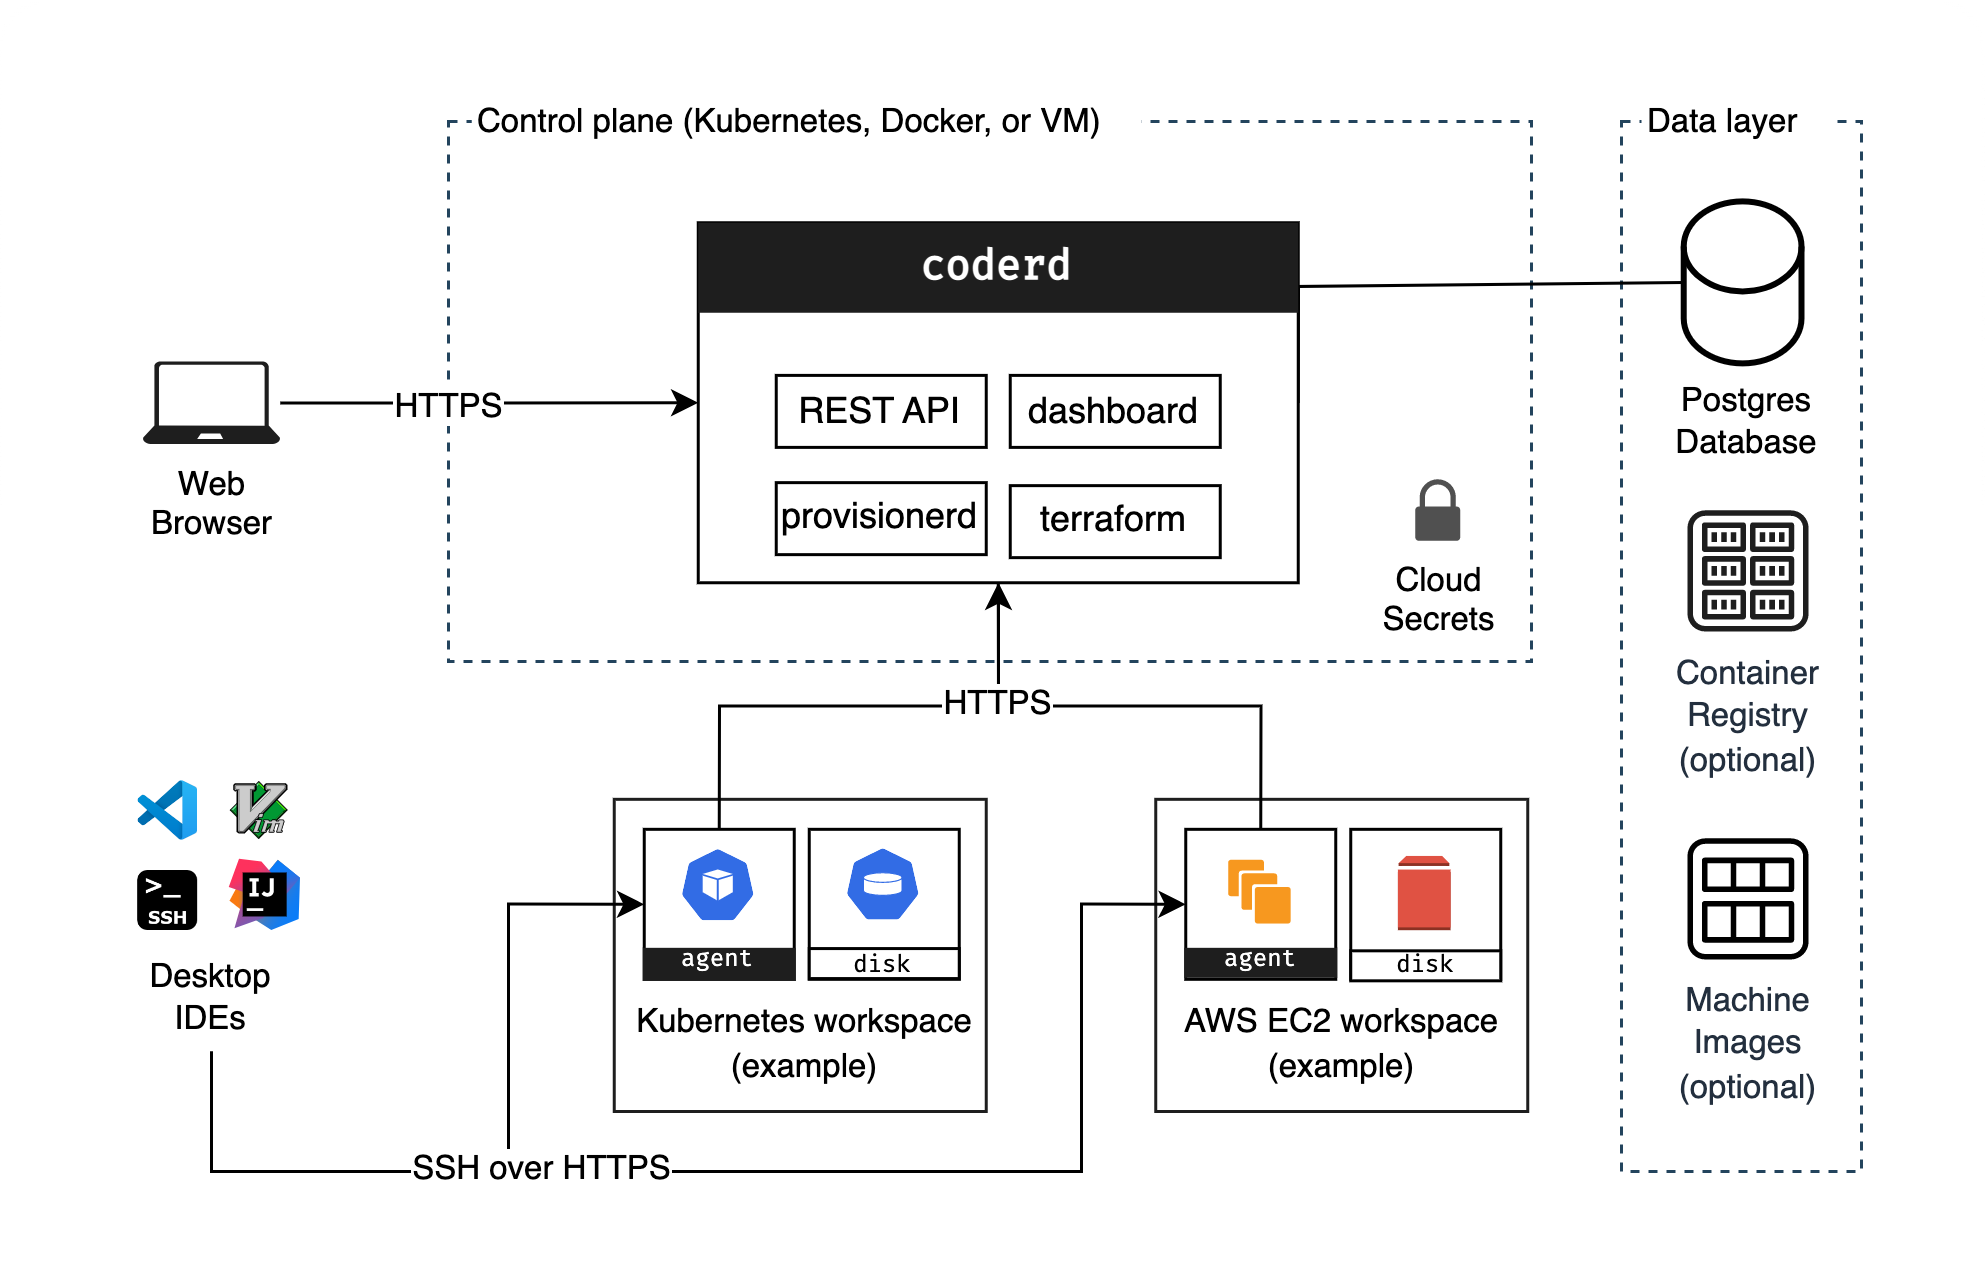 Control plane (Kubernetes, Docker, or VM)
Data layer
coderd
REST API
dashboard
provisionerd
terraform
HTTPS
Web
Browser
Cloud
Secrets
Postgres
Database
Container
Registry
(optional)
Machine
Images
(optional)
HTTPS
Vim
>_
SSH
IJ
Desktop
IDEs
agent
disk
Kubernetes workspace
(example)
agent
disk
AWS EC2 workspace
(example)
SSH over HTTPS